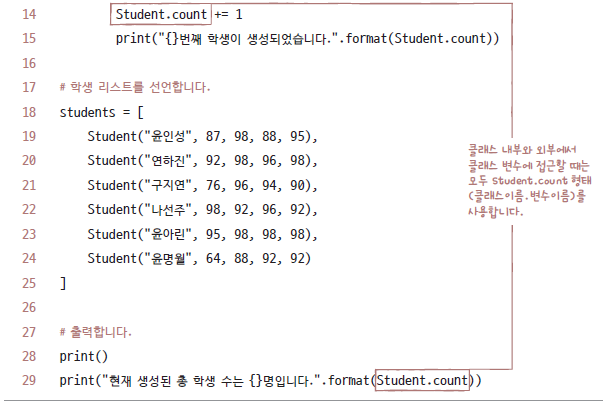 14 Student.count += 1
15 print("{}번째 학생이 생성되었습니다.".format(Student.count))
16
17 # 학생 리스트를 선언합니다.
18 students = [
19 Student("윤인성", 87, 98, 88, 95),
20 Student("연하진", 92, 98, 96, 98),
21 Student("구지연", 76, 96, 94, 90),
22 Student("나선주", 98, 92, 96, 92),
23 Student("윤아린", 95, 98, 98, 98),
24 Student("윤명월", 64, 88, 92, 92)
25 ]
26
27 # 출력합니다.
28 print()
29 print("현재 생성된 총 학생 수는 {}명입니다.".format(Student.count))
클래스 내부와 외부에서
클래스 변수에 접근할 때는
모두 Student.count 형태
(클래스이름.변수이름)를
사용합니다.